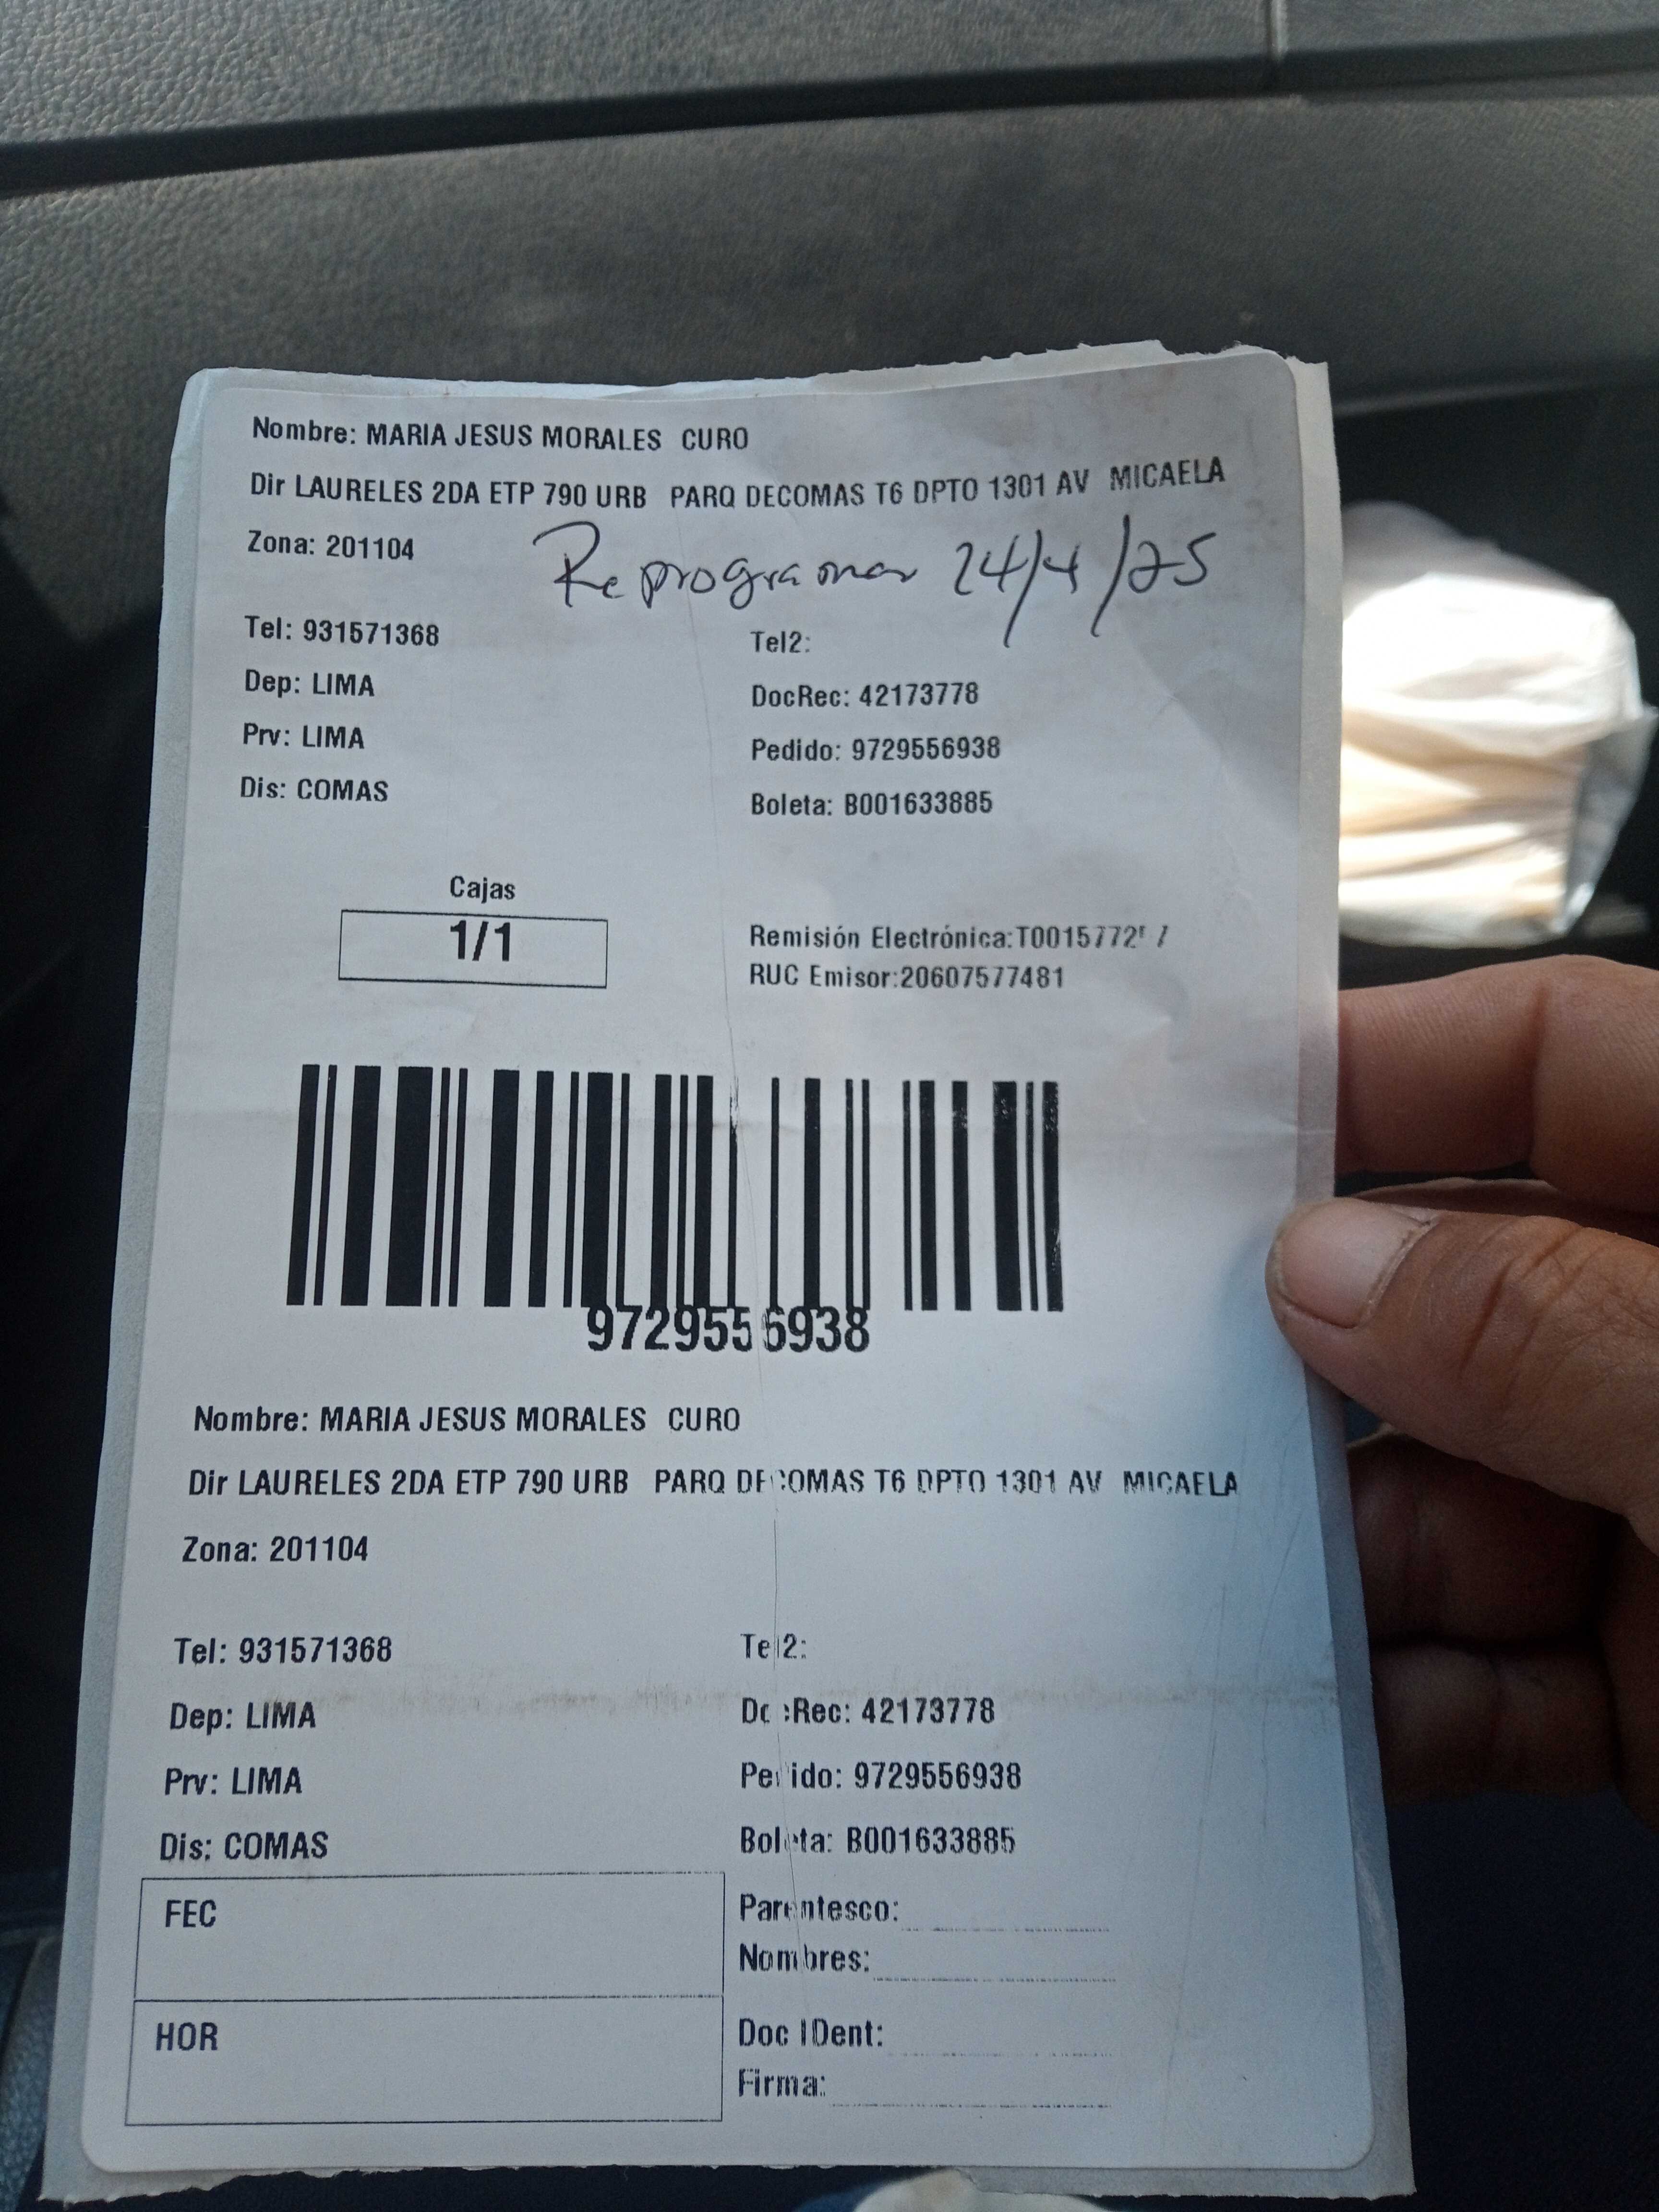 Nombre: MARIA JESUS MORALES CURO
Dir LAURELES 2DA ETP 790 URB PARQ DECOMAS T6 DPTO 1301 AV MICAELA
Zona: 201104
Reprogramar 24/4/25
Tel: 931571368
Tel2:
Dep: LIMA
DocRec: 42173778
Prv: LIMA
Pedido: 9729556938
Dis: COMAS
Boleta: B001633885
Cajas
1/1
Remisión Electrónica:
RUC Emisor:20607577481
9729556938
Nombre: MARIA JESUS MORALES CURO
Dir LAURELES 2DA ETP 790 URB PARQ DECOMAS T6 DPTO 1301 AV MICAELA
Zona: 201104
Tel: 931571368
Tel2:
Dep: LIMA
DocRec: 42173778
Prv: LIMA
Pedido: 9729556938
Dis: COMAS
Boleta: B001633885
FEC
Parentesco:
Nombres:
HOR
Doc IDent:
Firma: